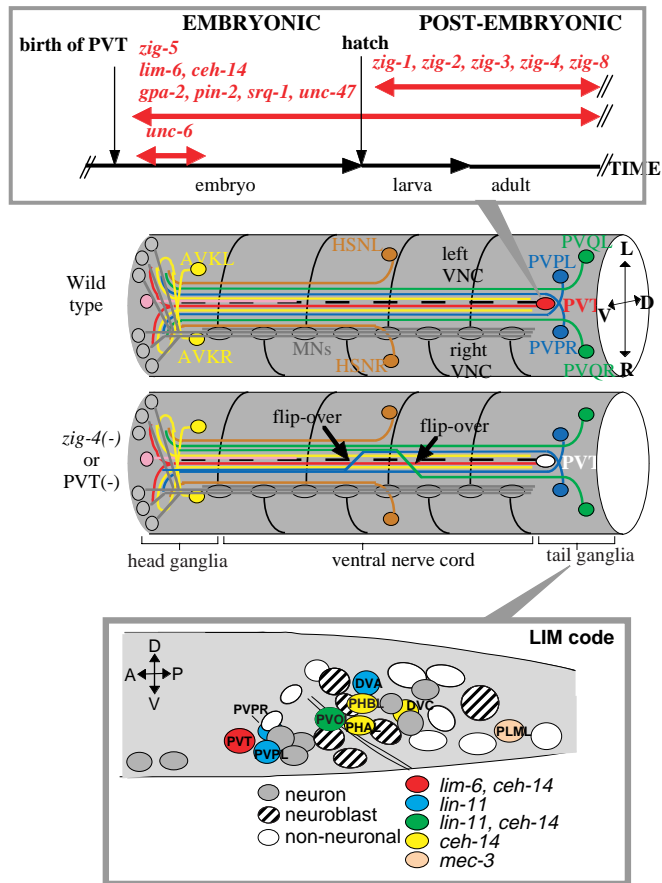 EMBRYONIC POST-EMBRYONIC
birth of PVT hatch
zig-5
lim-6, ceh-14
gpa-2, pin-2, srq-1, unc-47
zig-1, zig-2, zig-3, zig-4, zig-8
unc-6
TIME
embryo larva adult
Wild type
AVKL
AVKR
HSNL
HSNR
MNs
left VNC
right VNC
PVQL
PVPL
PVT
PVPR
PVQR
L
V D
R
zig-4(-) or PVT(-)
flip-over
flip-over
PVT
head ganglia ventral nerve cord tail ganglia
LIM code
D
A P
V
PVPR
PVT
PVPL
DVA
PHBL
PVQL
PHAL
DVC
PLML
neuron
neuroblast
non-neuronal
lim-6, ceh-14
lin-11
lin-11, ceh-14
ceh-14
mec-3